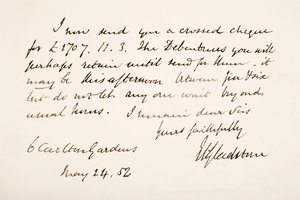 I now send you a crossed cheque
for £1707. 11. 3. The Debentures you will
perhaps retain until I send for them - it
may be this afternoon between five & six
but do not let any one wait beyond
usual hours. I remain dear Sir
Yours faithfully
WEGladstone
6 Carlton Gardens
May 24. 52